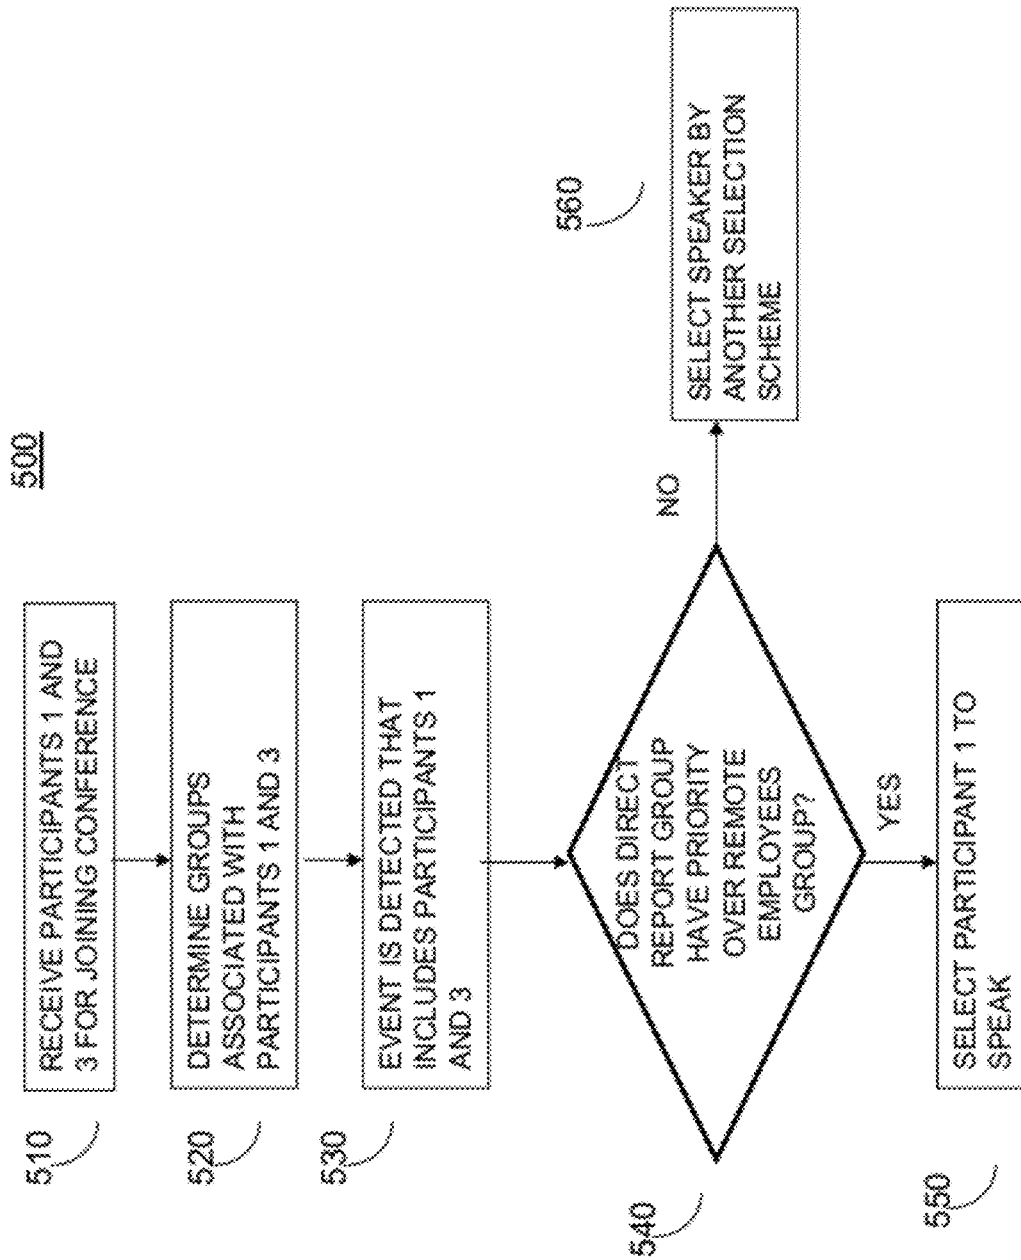 500
510
RECEIVE PARTICIPANTS 1 AND
3 FOR JOINING CONFERENCE
520
DETERMINE GROUPS
ASSOCIATED WITH
PARTICIPANTS 1 AND 3
530
EVENT IS DETECTED THAT
INCLUDES PARTICIPANTS 1
AND 3
540
DOES DIRECT
REPORT GROUP
HAVE PRIORITY
OVER REMOTE
EMPLOYEES
GROUP?
NO
560
SELECT SPEAKER BY
ANOTHER SELECTION
SCHEME
YES
550
SELECT PARTICIPANT 1 TO
SPEAK